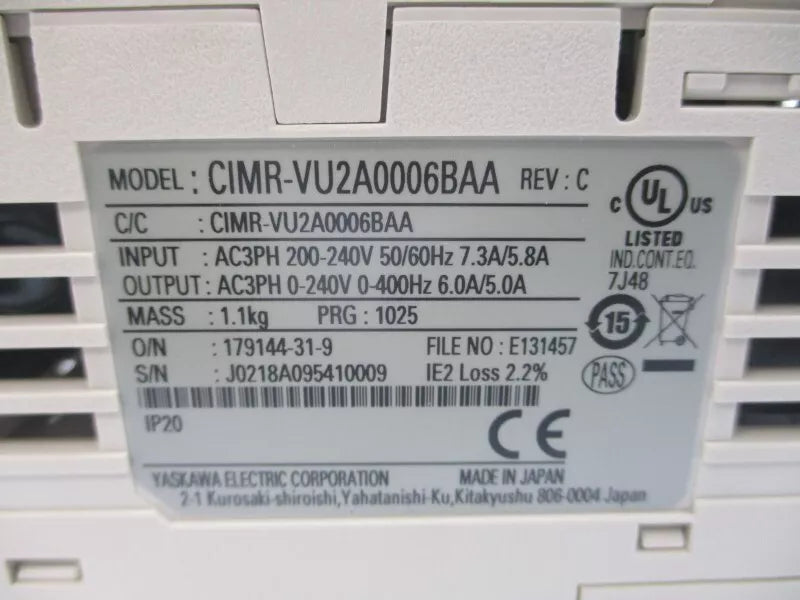 MODEL : CIMR-VU2A0006BAA REV : C
C/C : CIMR-VU2A0006BAA
INPUT : AC3PH 200-240V 50/60Hz 7.3A/5.8A
OUTPUT : AC3PH 0-240V 0-400Hz 6.0A/5.0A
MASS : 1.1kg PRG : 1025
O/N : 179144-31-9 FILE NO : E131457
S/N : J0218A095410009 IE2 Loss 2.2%
IP20
CE
YASKAWA ELECTRIC CORPORATION MADE IN JAPAN
2-1 Kurosaki-shiroishi,Yahatanishi-Ku,Kitakyushu 806-0004 Japan
C UL US
LISTED
IND.CONT.EQ.
7J48
15
PASS